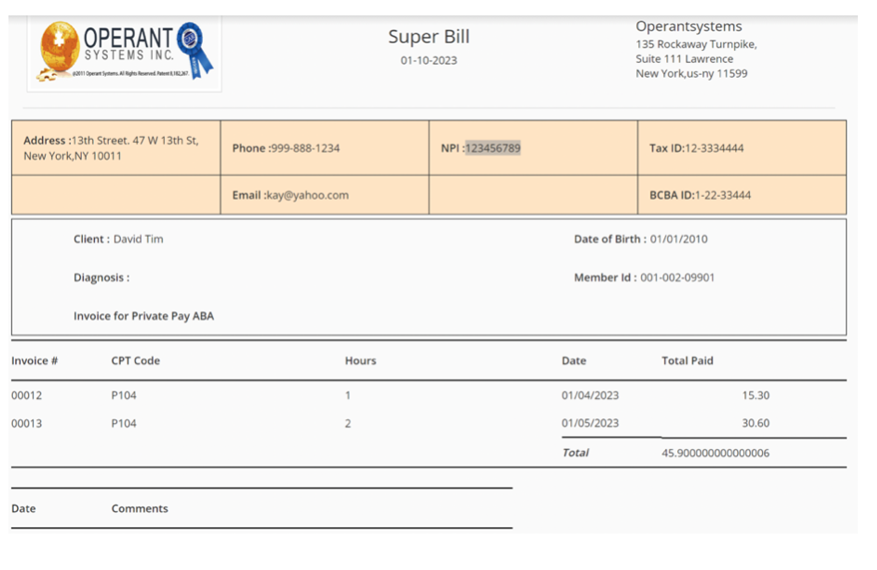 OPERANT
SYSTEMS INC.
©2011 Operant Systems. All Rights Reserved. Patent 8,182,267
Super Bill
01-10-2023
Operantsystems
135 Rockaway Turnpike,
Suite 111 Lawrence
New York,us-ny 11599
Address :13th Street. 47 W 13th St,
New York,NY 10011
Phone :999-888-1234
NPI :123456789
Tax ID:12-3334444
Email :kay@yahoo.com
BCBA ID:1-22-33444
Client : David Tim
Date of Birth : 01/01/2010
Diagnosis :
Member Id : 001-002-09901
Invoice for Private Pay ABA
Invoice # CPT Code Hours Date Total Paid
00012 P104 1 01/04/2023 15.30
00013 P104 2 01/05/2023 30.60
Total 45.900000000000006
Date Comments